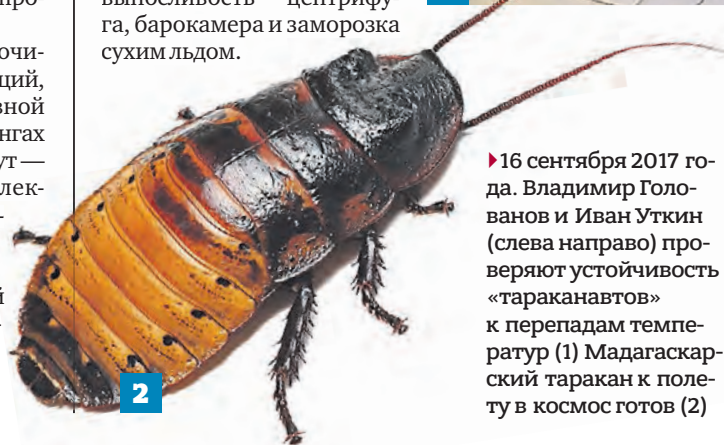 очи-
ций,
вной
нгах
ут —
лек-
га, барокамера и заморозка
сухим льдом.
16 сентября 2017 го-
да. Владимир Голо-
ванов и Иван Уткин
(слева направо) про-
веряют устойчивость
«тараканавтов»
к перепадам темпе-
ратур (1) Мадагаскар-
ский таракан к поле-
ту в космос готов (2)
2